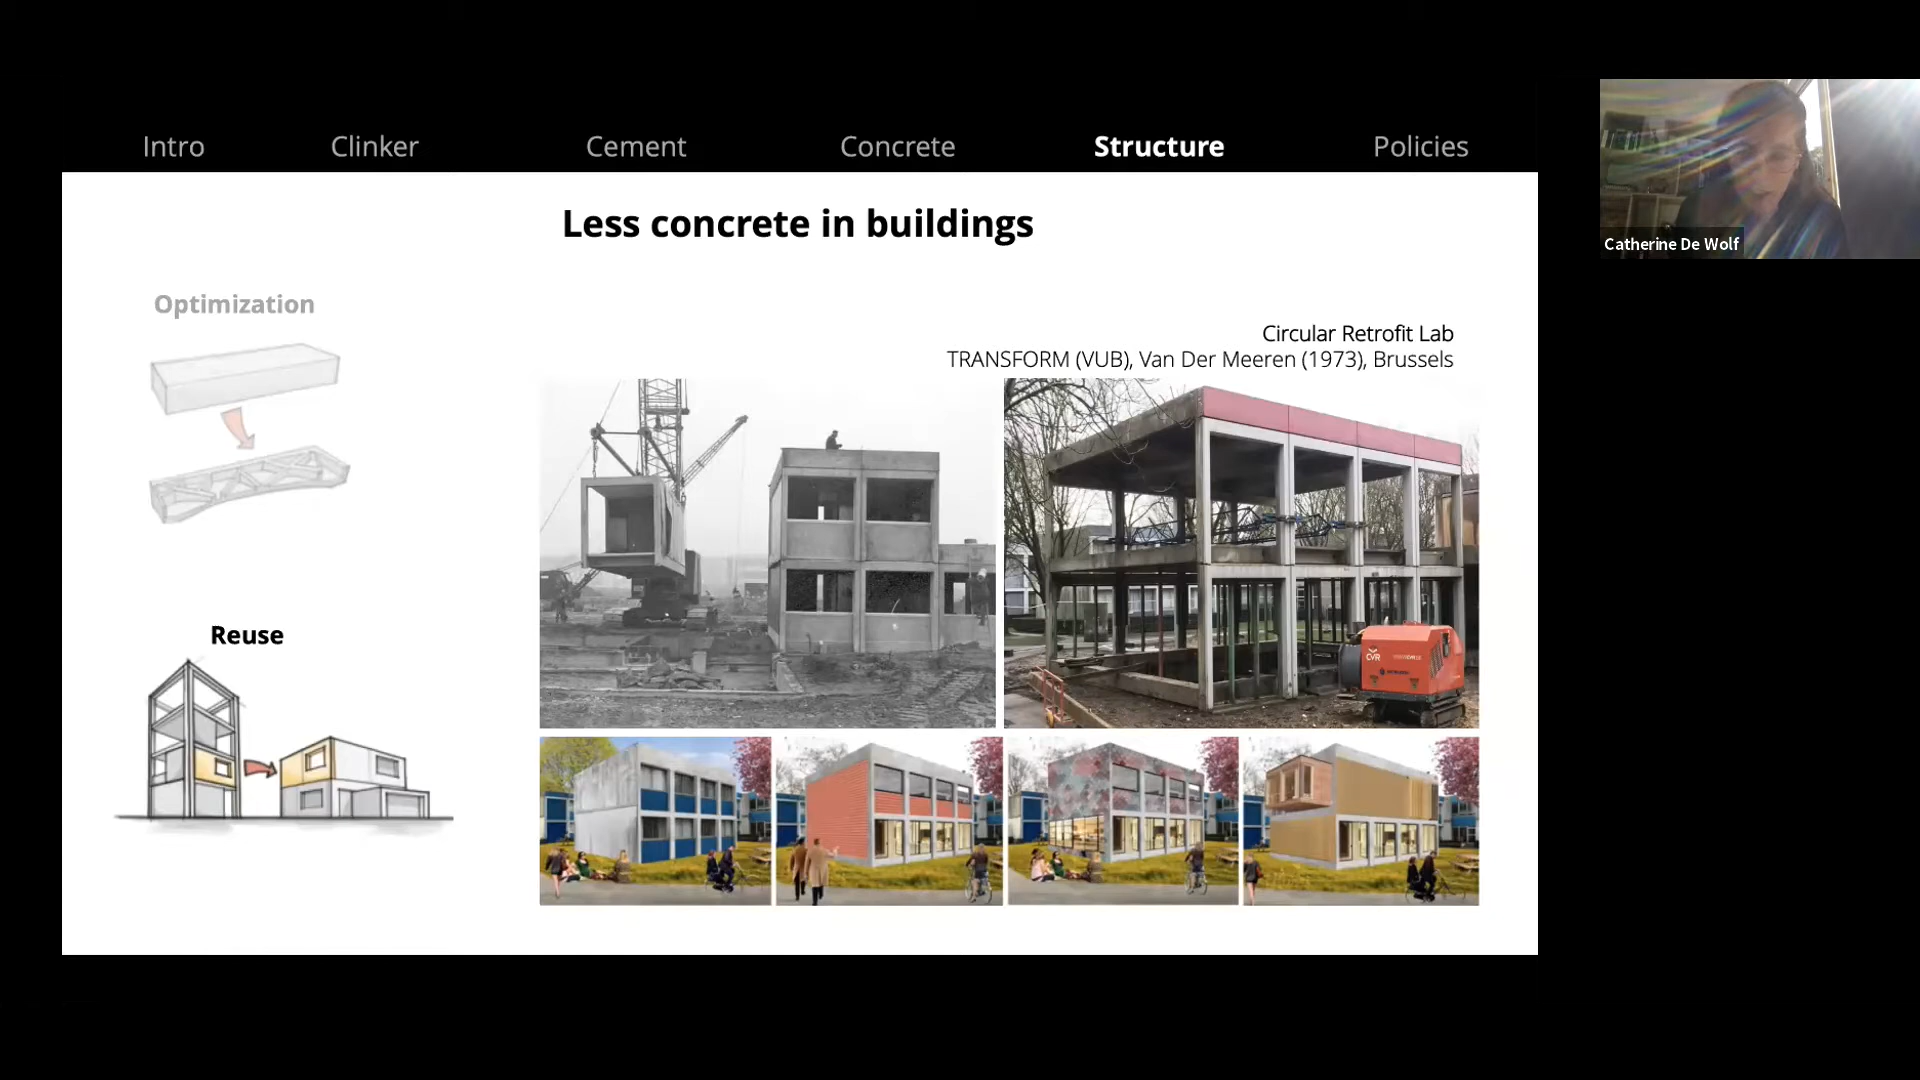 Intro Clinker Cement Concrete Structure Policies
Less concrete in buildings
Optimization
Circular Retrofit Lab
TRANSFORM (VUB), Van Der Meeren (1973), Brussels
Reuse
CVR
Catherine De Wolf